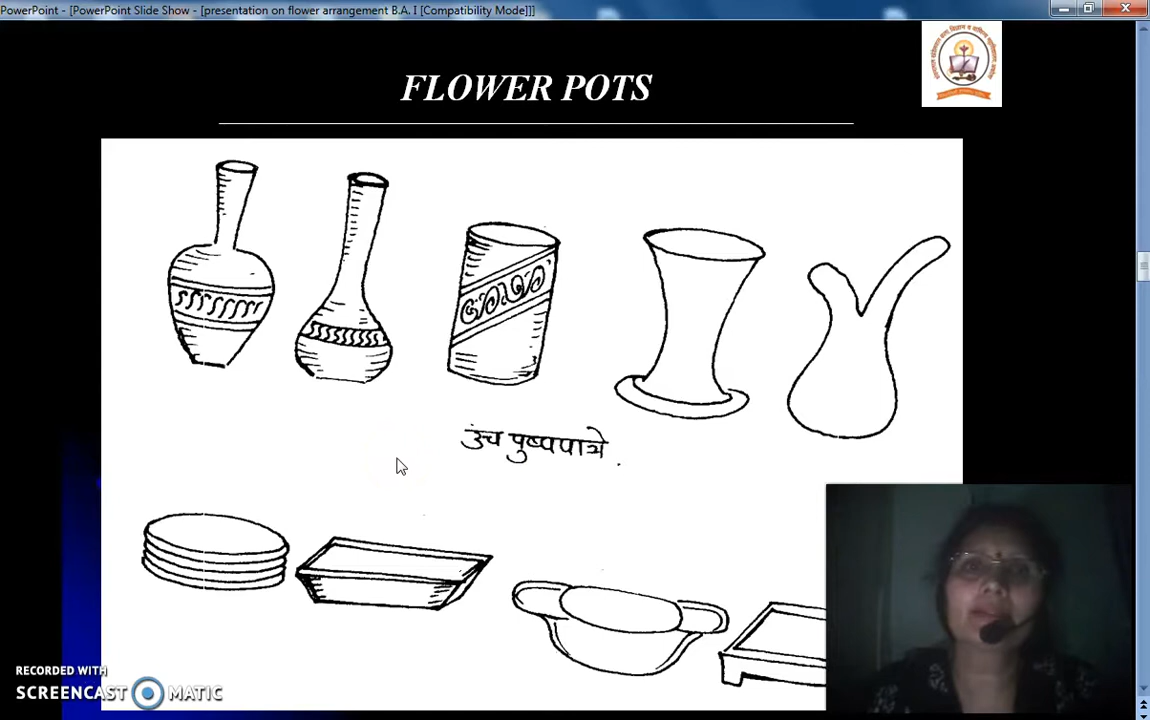 PowerPoint - [PowerPoint Slide Show - [presentation on flower arrangement B.A. I [Compatibility Mode]]]
FLOWER POTS
उंच पुष्पपात्रे.
RECORDED WITH
SCREENCAST MATIC